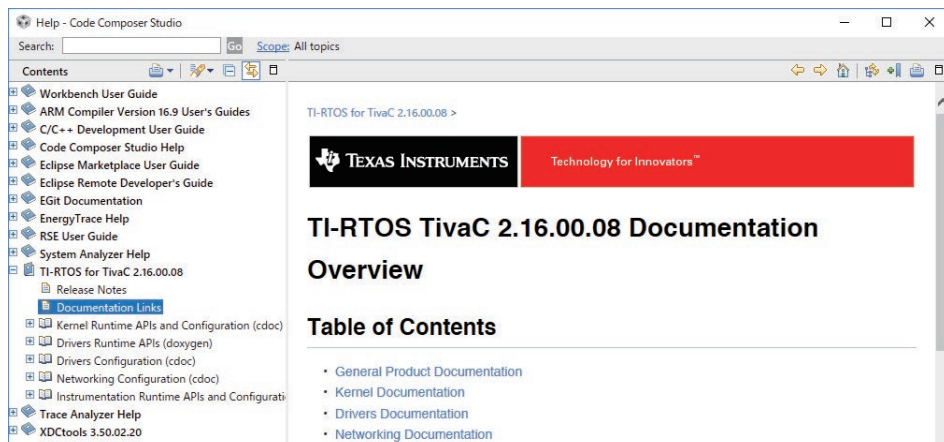 Help - Code Composer Studio
Search:
Go
Scope: All topics
Contents
Workbench User Guide
ARM Compiler Version 16.9 User's Guides
C/C++ Development User Guide
Code Composer Studio Help
Eclipse Marketplace User Guide
Eclipse Remote Developer's Guide
EGit Documentation
EnergyTrace Help
RSE User Guide
System Analyzer Help
TI-RTOS for TivaC 2.16.00.08
Release Notes
Documentation Links
Kernel Runtime APIs and Configuration (cdoc)
Drivers Runtime APIs (doxygen)
Drivers Configuration (cdoc)
Networking Configuration (cdoc)
Instrumentation Runtime APIs and Configurati
Trace Analyzer Help
XDCtools 3.50.02.20
TI-RTOS for TivaC 2.16.00.08 >
TEXAS INSTRUMENTS
Technology for Innovators™
TI-RTOS TivaC 2.16.00.08 Documentation
Overview
Table of Contents
• General Product Documentation
• Kernel Documentation
• Drivers Documentation
• Networking Documentation